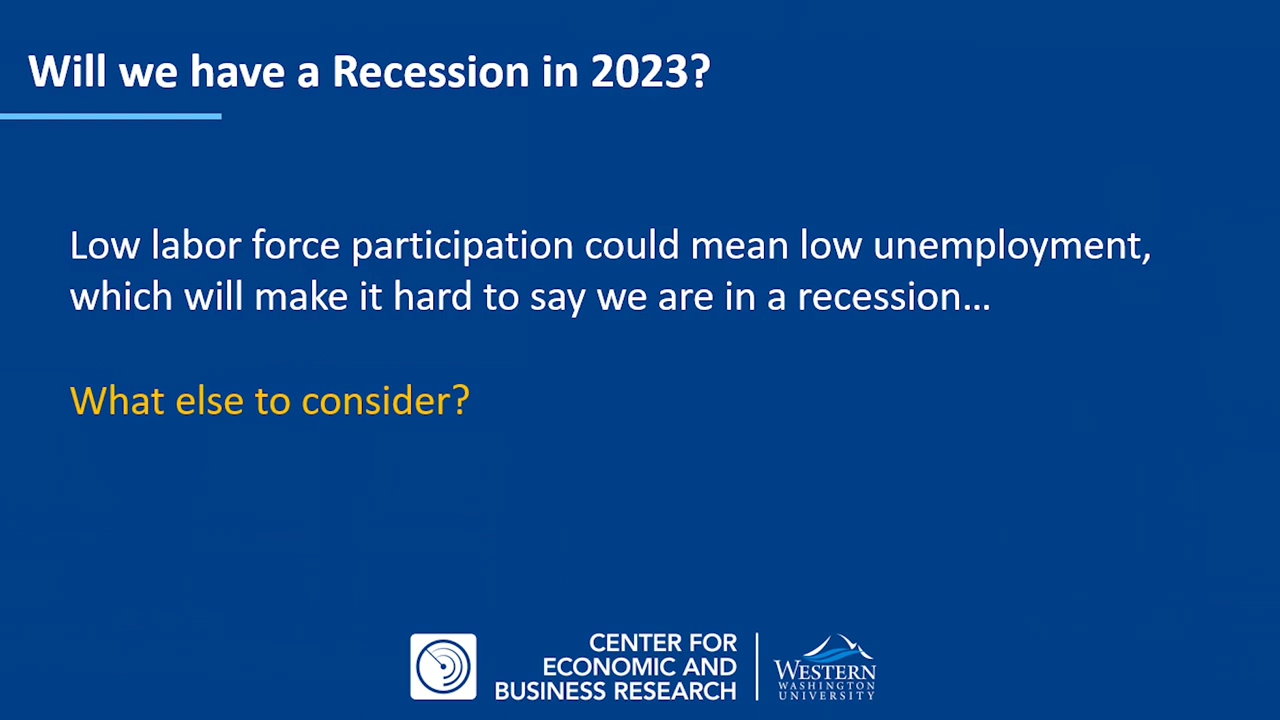 Will we have a Recession in 2023?
Low labor force participation could mean low unemployment,
which will make it hard to say we are in a recession...
What else to consider?
CENTER FOR
ECONOMIC AND
BUSINESS RESEARCH
WESTERN
WASHINGTON
UNIVERSITY